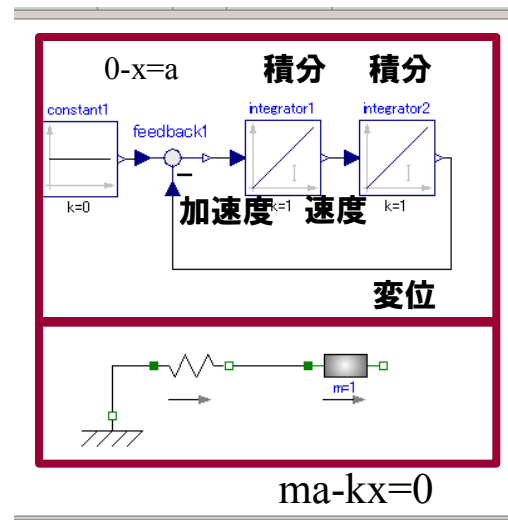 0-x=a
積分 積分
constant1 integrator1 integrator2
feedback1
I I
k=0 k=1 k=1
加速度 速度
変位
m=1
ma-kx=0